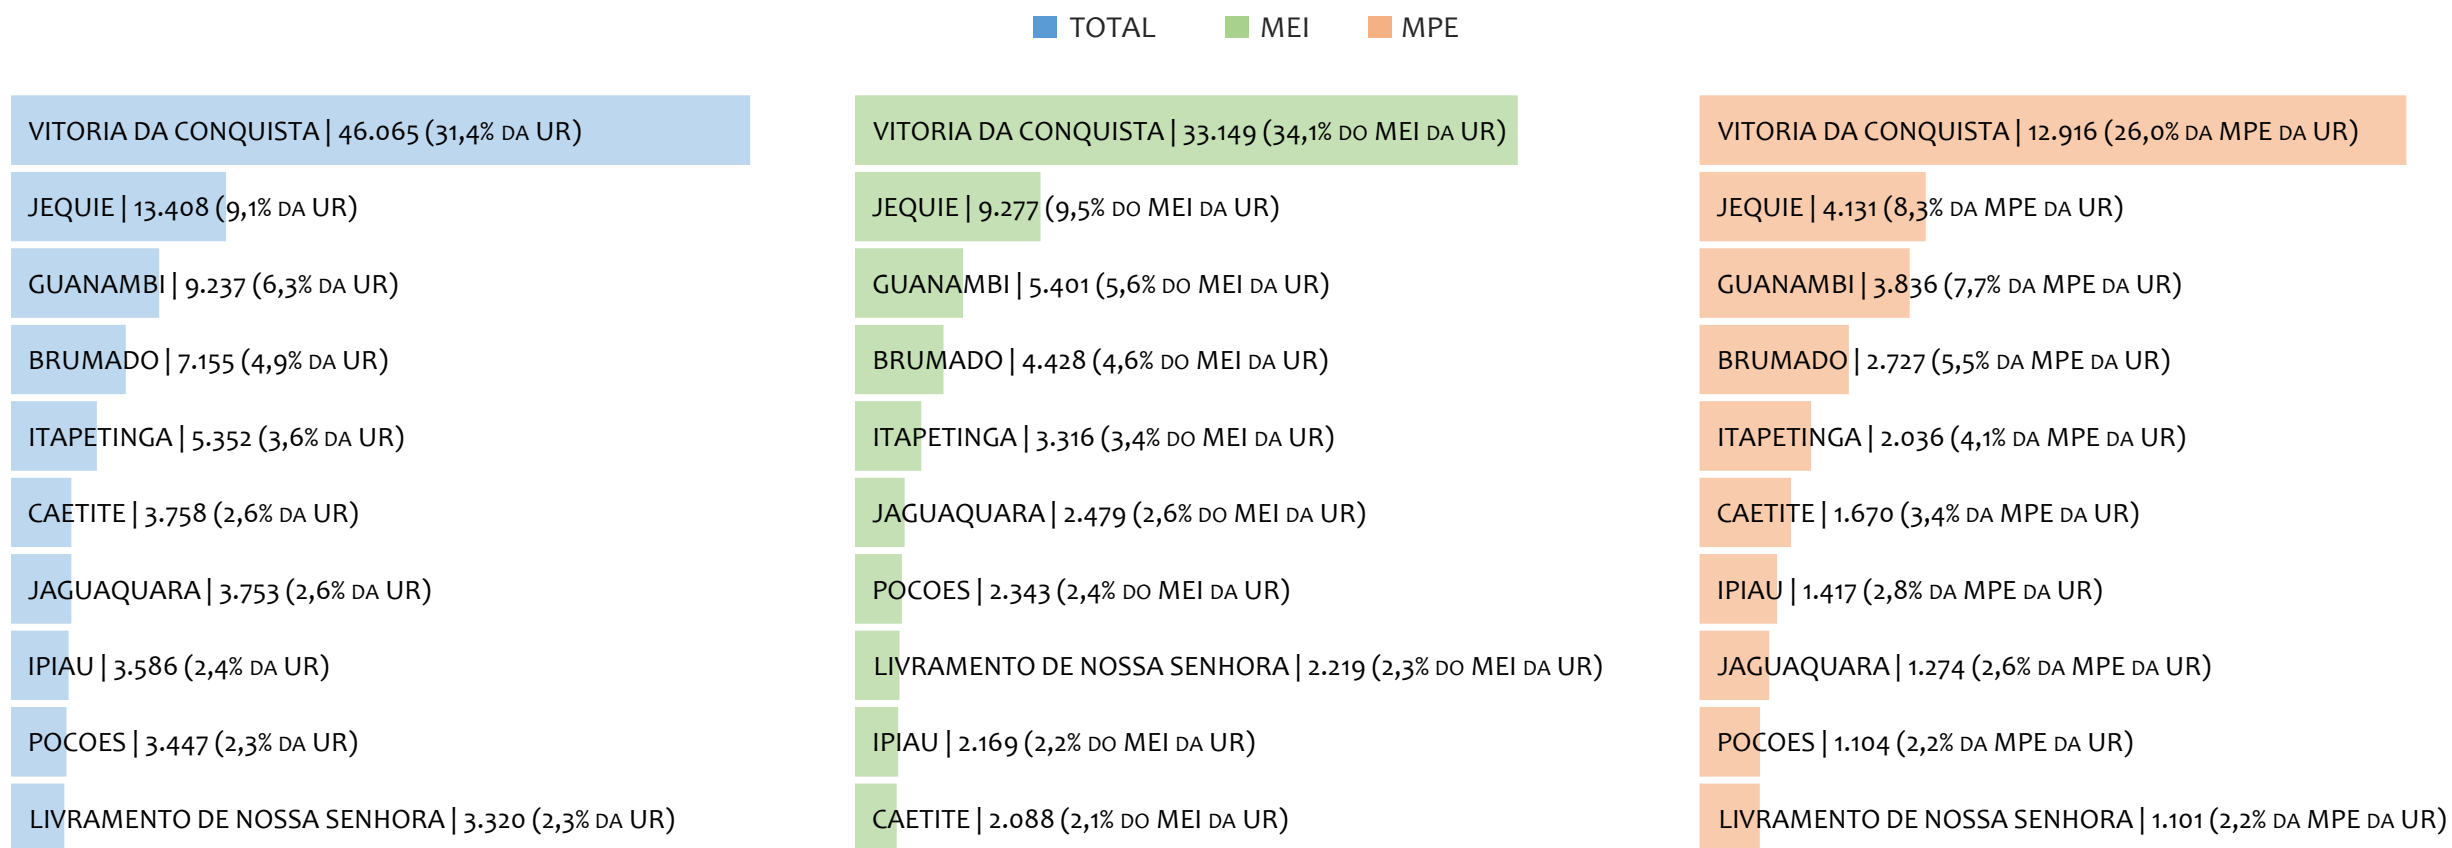 TOTAL MEI MPE
VITORIA DA CONQUISTA | 46.065 (31,4% DA UR)
JEQUIE | 13.408 (9,1% DA UR)
GUANAMBI | 9.237 (6,3% DA UR)
BRUMADO | 7.155 (4,9% DA UR)
ITAPETINGA | 5.352 (3,6% DA UR)
CAETITE | 3.758 (2,6% DA UR)
JAGUAQUARA | 3.753 (2,6% DA UR)
IPIAU | 3.586 (2,4% DA UR)
POCOES | 3.447 (2,3% DA UR)
LIVRAMENTO DE NOSSA SENHORA | 3.320 (2,3% DA UR)
VITORIA DA CONQUISTA | 33.149 (34,1% DO MEI DA UR)
JEQUIE | 9.277 (9,5% DO MEI DA UR)
GUANAMBI | 5.401 (5,6% DO MEI DA UR)
BRUMADO | 4.428 (4,6% DO MEI DA UR)
ITAPETINGA | 3.316 (3,4% DO MEI DA UR)
JAGUAQUARA | 2.479 (2,6% DO MEI DA UR)
POCOES | 2.343 (2,4% DO MEI DA UR)
LIVRAMENTO DE NOSSA SENHORA | 2.219 (2,3% DO MEI DA UR)
IPIAU | 2.169 (2,2% DO MEI DA UR)
CAETITE | 2.088 (2,1% DO MEI DA UR)
VITORIA DA CONQUISTA | 12.916 (26,0% DA MPE DA UR)
JEQUIE | 4.131 (8,3% DA MPE DA UR)
GUANAMBI | 3.836 (7,7% DA MPE DA UR)
BRUMADO | 2.727 (5,5% DA MPE DA UR)
ITAPETINGA | 2.036 (4,1% DA MPE DA UR)
CAETITE | 1.670 (3,4% DA MPE DA UR)
IPIAU | 1.417 (2,8% DA MPE DA UR)
JAGUAQUARA | 1.274 (2,6% DA MPE DA UR)
POCOES | 1.104 (2,2% DA MPE DA UR)
LIVRAMENTO DE NOSSA SENHORA | 1.101 (2,2% DA MPE DA UR)